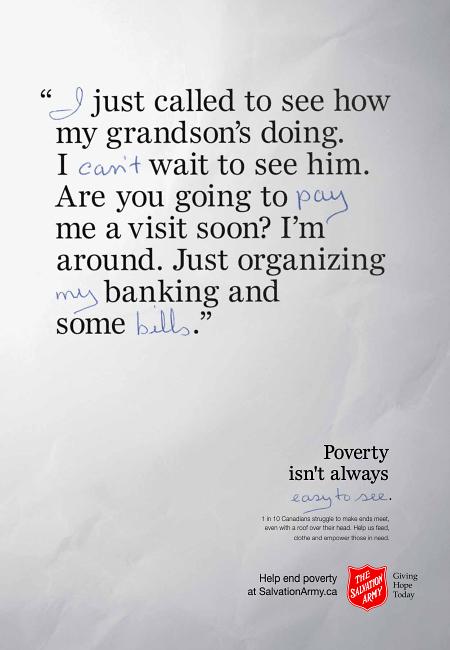 “I just called to see how
my grandson’s doing.
I can't wait to see him.
Are you going to pay
me a visit soon? I’m
around. Just organizing
my banking and
some bills.”
Poverty
isn't always
easy to see.
1 in 10 Canadians struggle to make ends meet,
even with a roof over their head. Help us feed,
clothe and empower those in need.
Help end poverty
at SalvationArmy.ca
THE
SALVATION
ARMY
Giving
Hope
Today